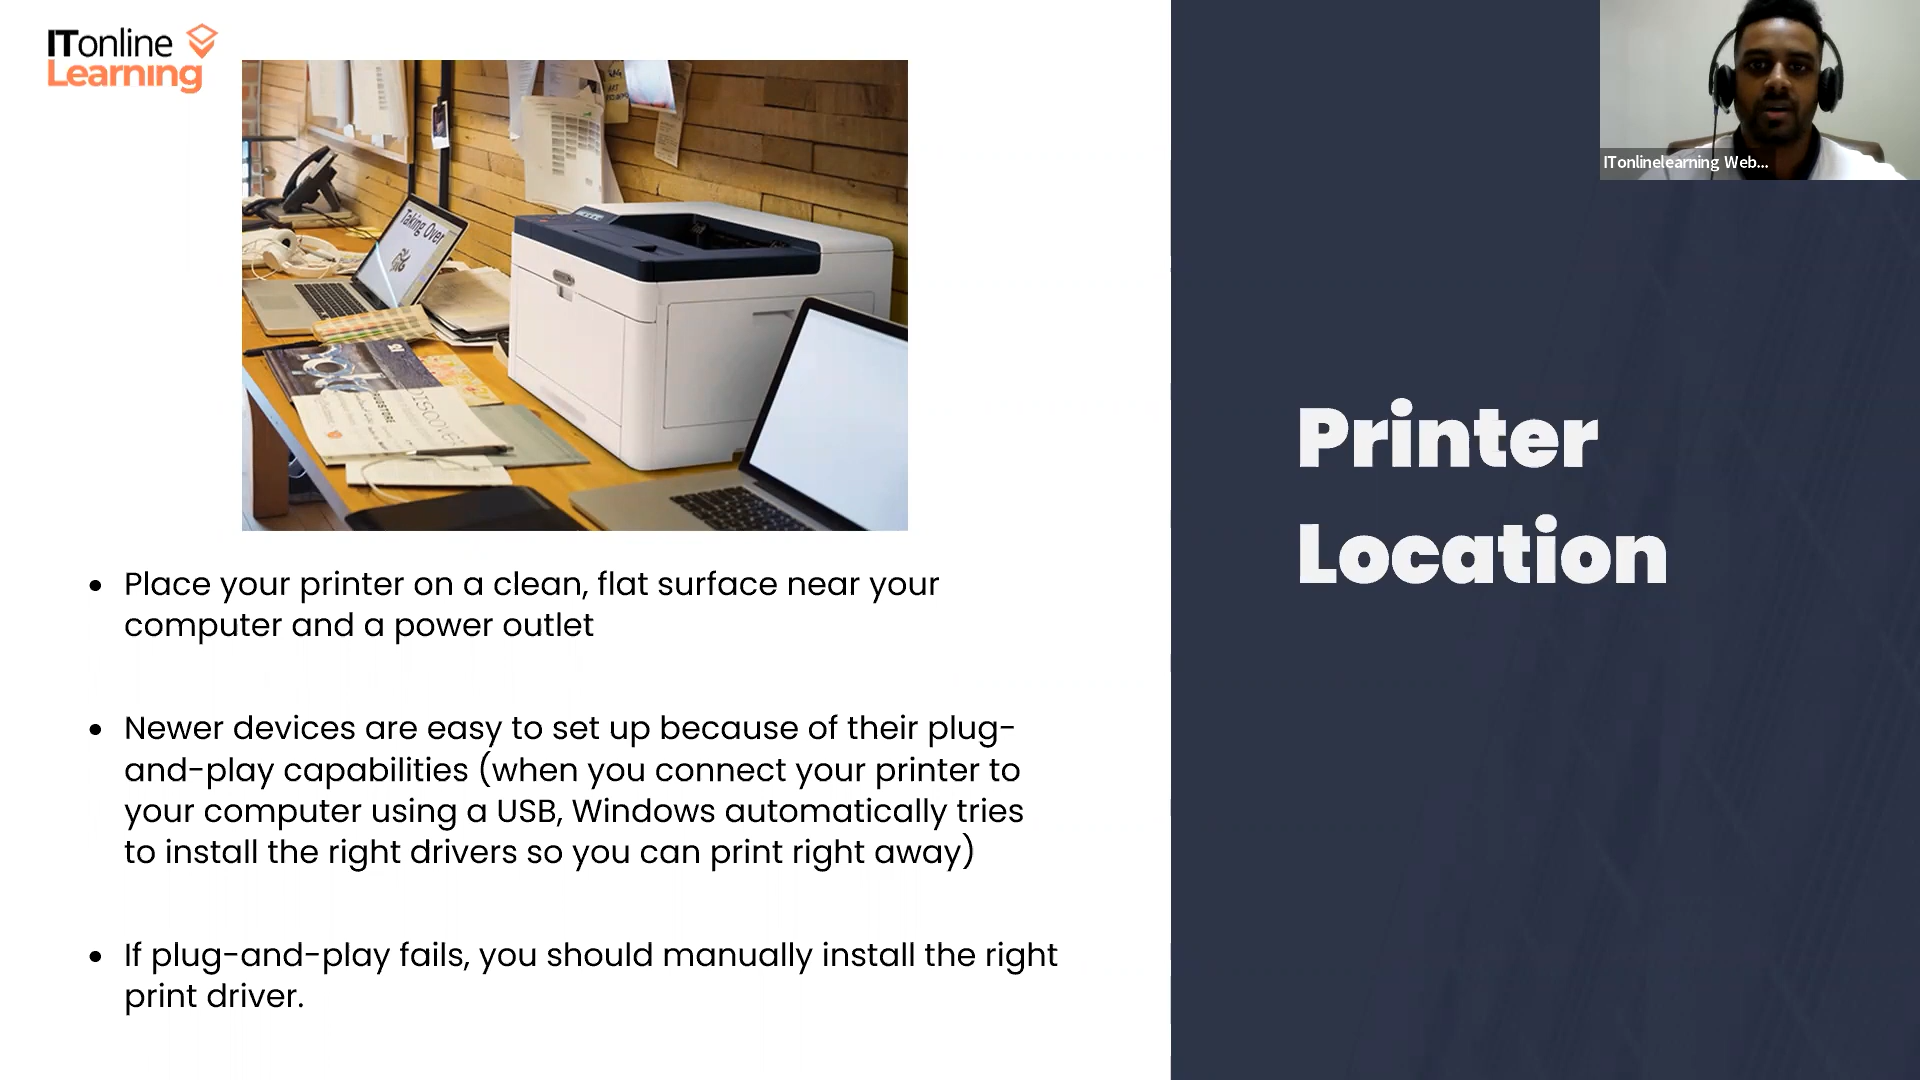 ITonline
Learning
Taking Over
DISCOVER
ITonlinelearning Web...
Printer
Location
• Place your printer on a clean, flat surface near your
computer and a power outlet
• Newer devices are easy to set up because of their plug-
and-play capabilities (when you connect your printer to
your computer using a USB, Windows automatically tries
to install the right drivers so you can print right away)
• If plug-and-play fails, you should manually install the right
print driver.